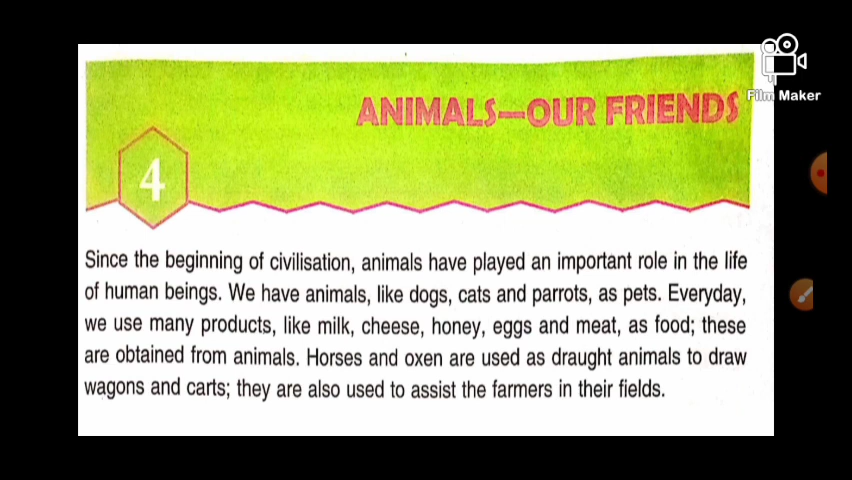 Film Maker
ANIMALS—OUR FRIENDS
4
Since the beginning of civilisation, animals have played an important role in the life
of human beings. We have animals, like dogs, cats and parrots, as pets. Everyday,
we use many products, like milk, cheese, honey, eggs and meat, as food; these
are obtained from animals. Horses and oxen are used as draught animals to draw
wagons and carts; they are also used to assist the farmers in their fields.